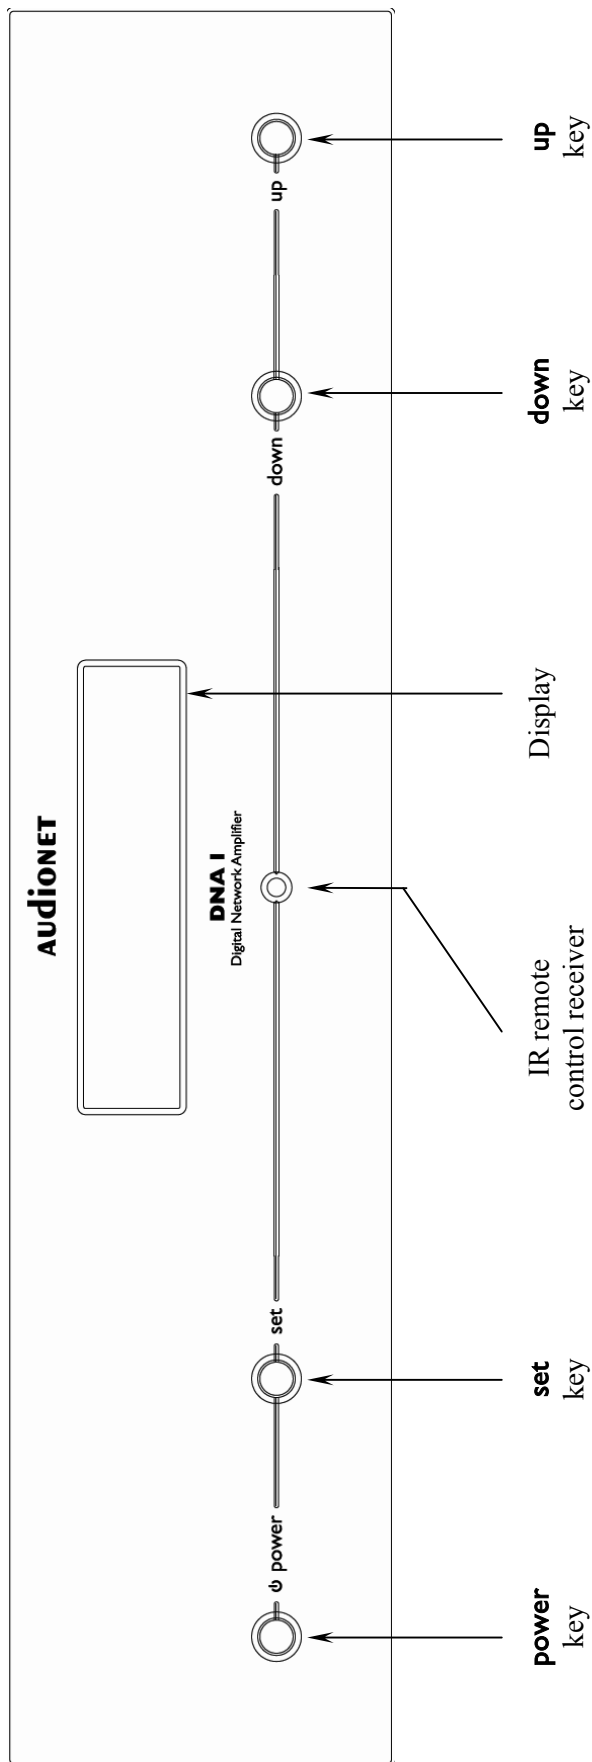 AUdioNET
DNA I
Digital Network Amplifier
power
set
down
up
power
key
set
key
IR remote
control receiver
Display
down
key
up
key